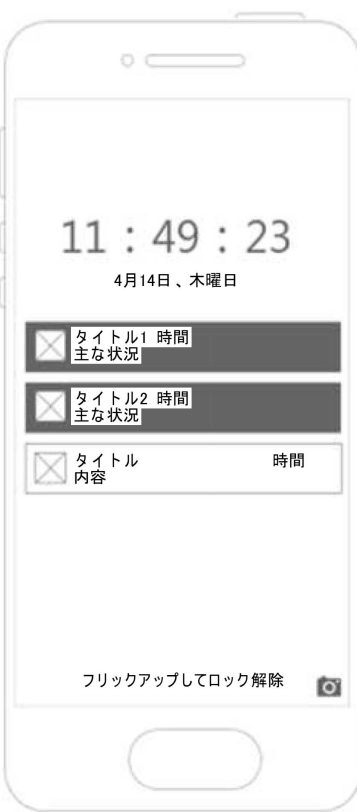 11 : 49 : 23
4月14日、木曜日
タイトル1 時間
主な状況
タイトル2 時間
主な状況
タイトル 時間
内容
フリックアップしてロック解除